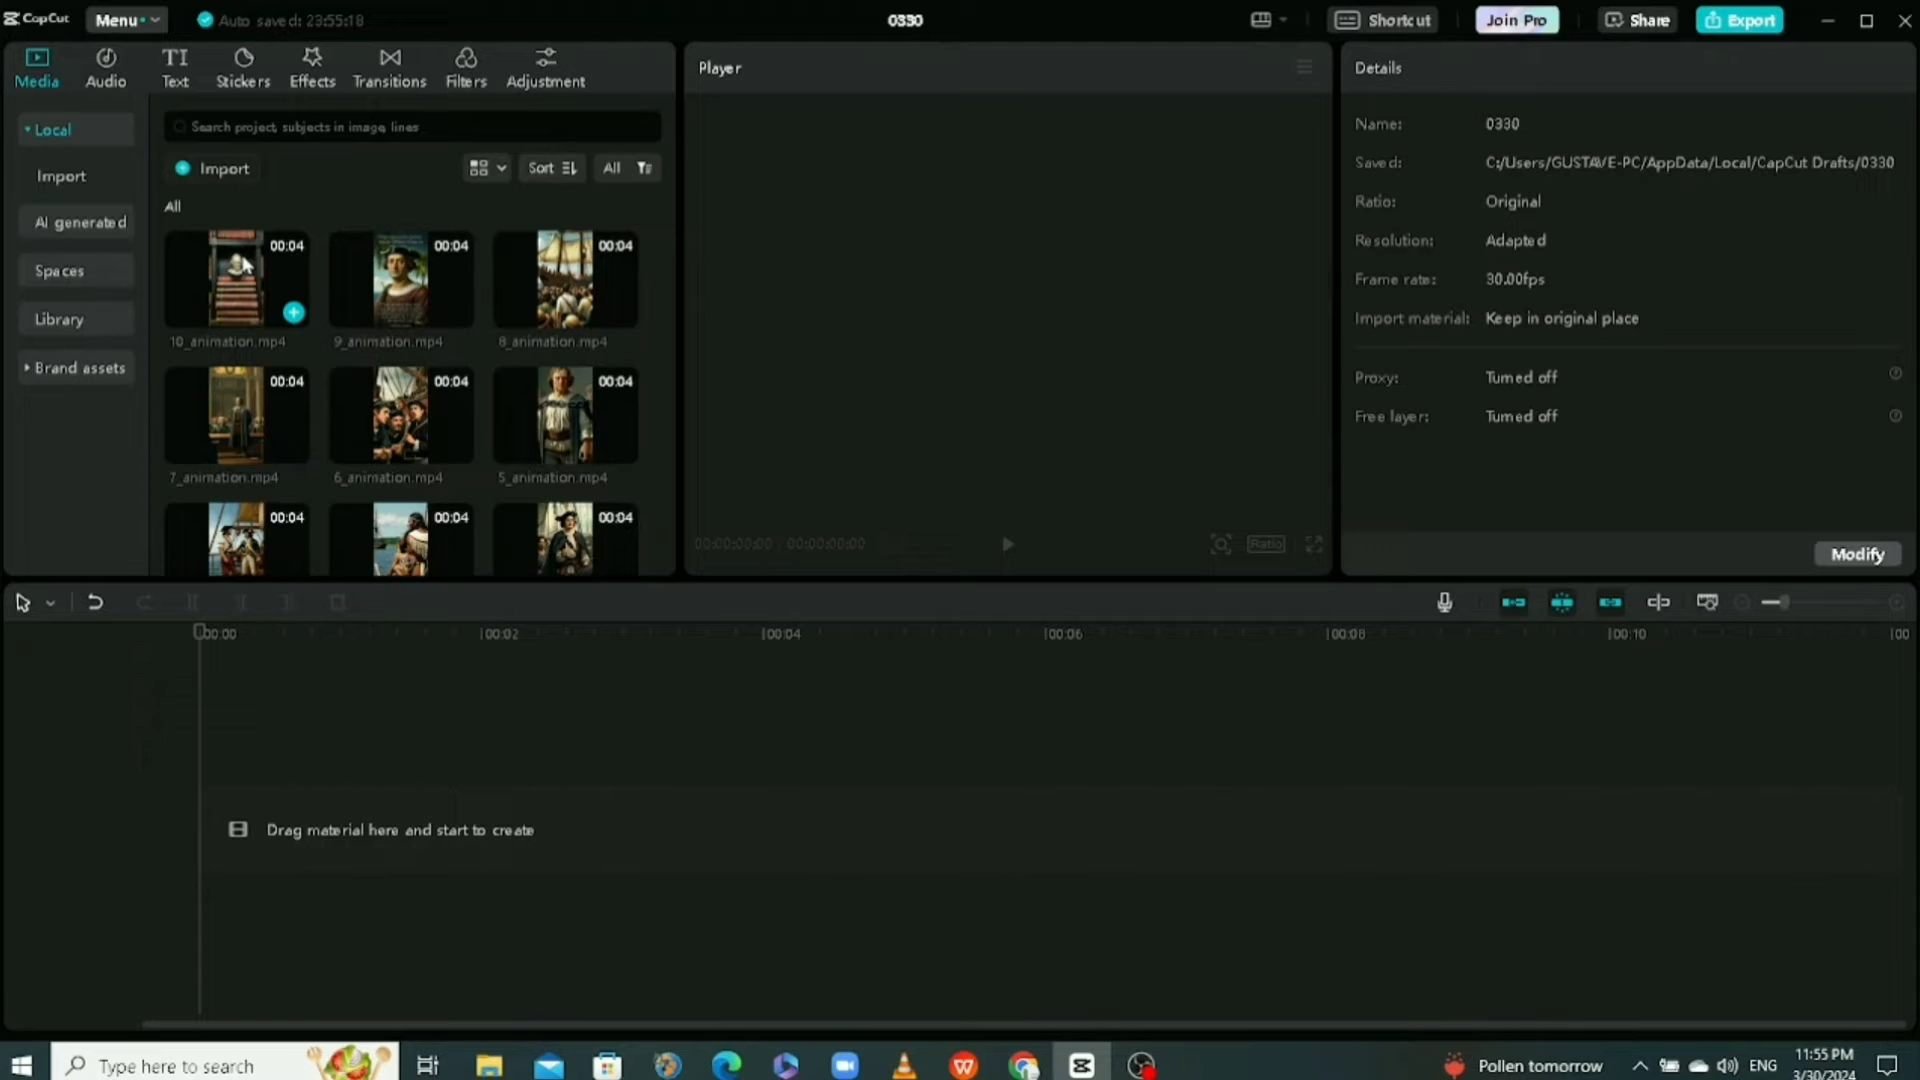 CapCut
Menu
Auto saved: 23:55:18
0330
Shortcut
Join Pro
Share
Export
Media
Audio
Text
Stickers
Effects
Transitions
Filters
Adjustment
Local
Import
AI generated
Spaces
Library
Brand assets
Search project, subjects in image, lines
Import
Sort
All
All
00:04
00:04
00:04
10_animation.mp4
9_animation.mp4
8_animation.mp4
00:04
00:04
00:04
7_animation.mp4
6_animation.mp4
5_animation.mp4
00:04
00:04
00:04
Player
00:00:00:00
00:00:00:00
Ratio
Details
Name: 0330
Saved: C:/Users/GUSTAVE-PC/AppData/Local/CapCut Drafts/0330
Ratio: Original
Resolution: Adapted
Frame rate: 30.00fps
Import material: Keep in original place
Proxy: Turned off
Free layer: Turned off
Modify
00:00
00:02
00:04
00:06
00:08
00:10
00
Drag material here and start to create
Type here to search
Pollen tomorrow
ENG
11:55 PM
3/30/2024